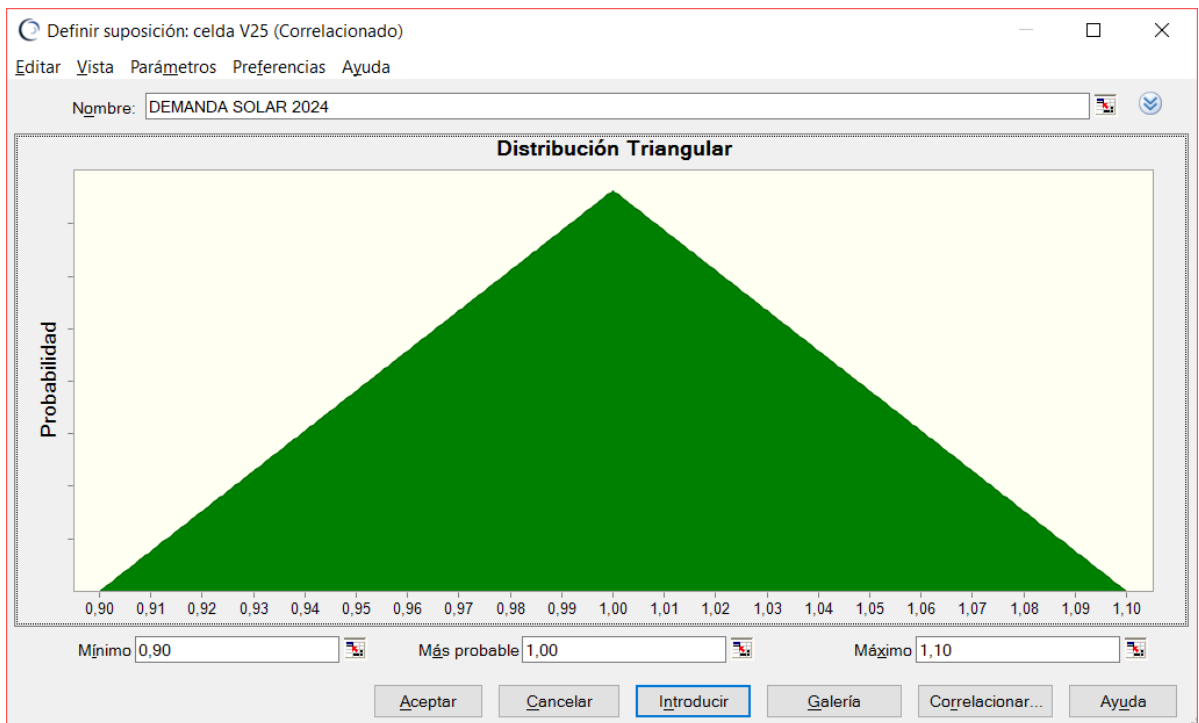 Definir suposición: celda V25 (Correlacionado)
Editar Vista Parámetros Preferencias Ayuda
Nombre: DEMANDA SOLAR 2024
Distribución Triangular
Probabilidad
0,90 0,91 0,92 0,93 0,94 0,95 0,96 0,97 0,98 0,99 1,00 1,01 1,02 1,03 1,04 1,05 1,06 1,07 1,08 1,09 1,10
Mínimo 0,90 Más probable 1,00 Máximo 1,10
Aceptar Cancelar Introducir Galería Correlacionar... Ayuda